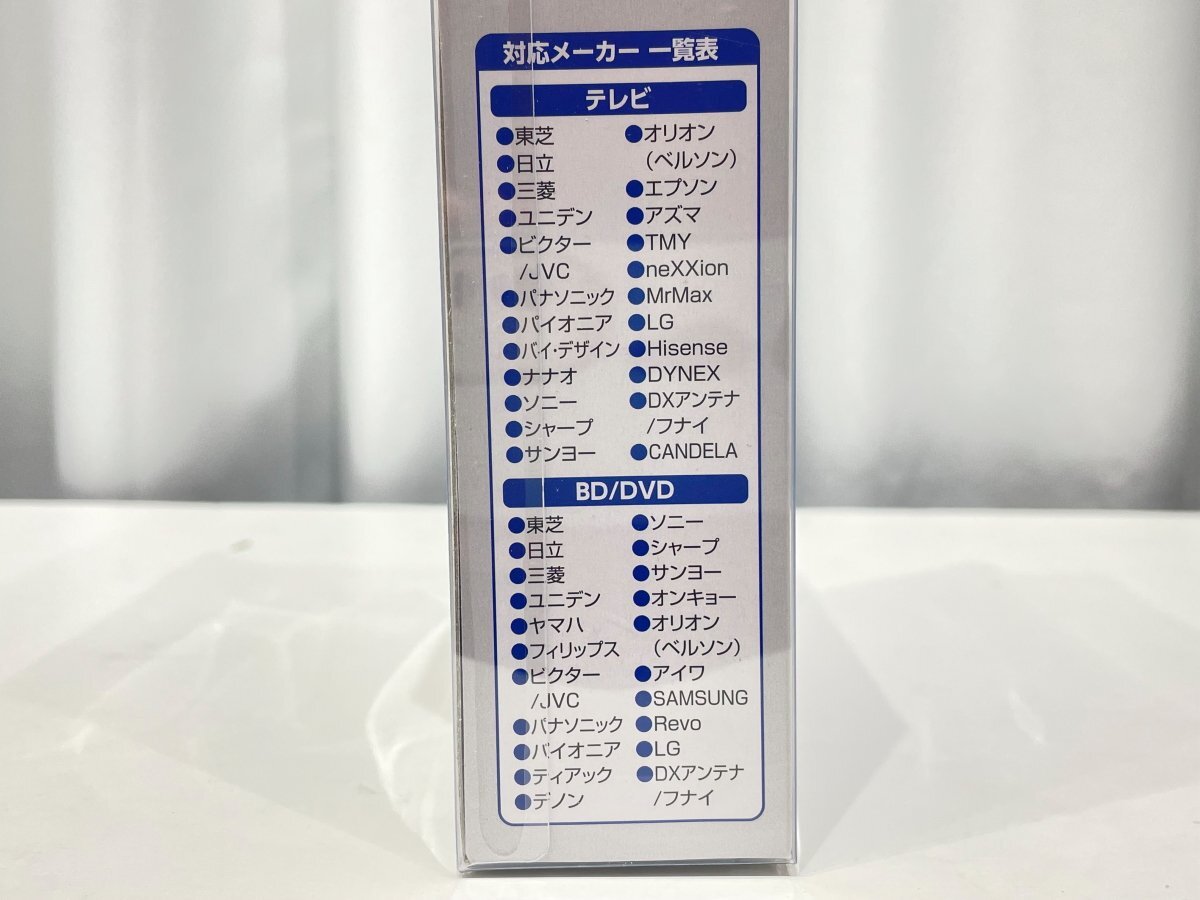 対応メーカー 一覧表
テレビ
●東芝
●日立
●三菱
●ユニデン
●ビクター
/JVC
●パナソニック
●パイオニア
●バイ・デザイン
●ナナオ
●ソニー
●シャープ
●サンヨー
●オリオン
（ベルソン）
●エプソン
●アズマ
●TMY
●neXXion
●MrMax
●LG
●Hisense
●DYNEX
●DXアンテナ
/フナイ
●CANDELA
BD/DVD
●東芝
●日立
●三菱
●ユニデン
●ヤマハ
●フィリップス
●ビクター
/JVC
●パナソニック
●パイオニア
●ティアック
●デノン
●ソニー
●シャープ
●サンヨー
●オンキョー
●オリオン
（ベルソン）
●アイワ
●SAMSUNG
●Revo
●LG
●DXアンテナ
/フナイ